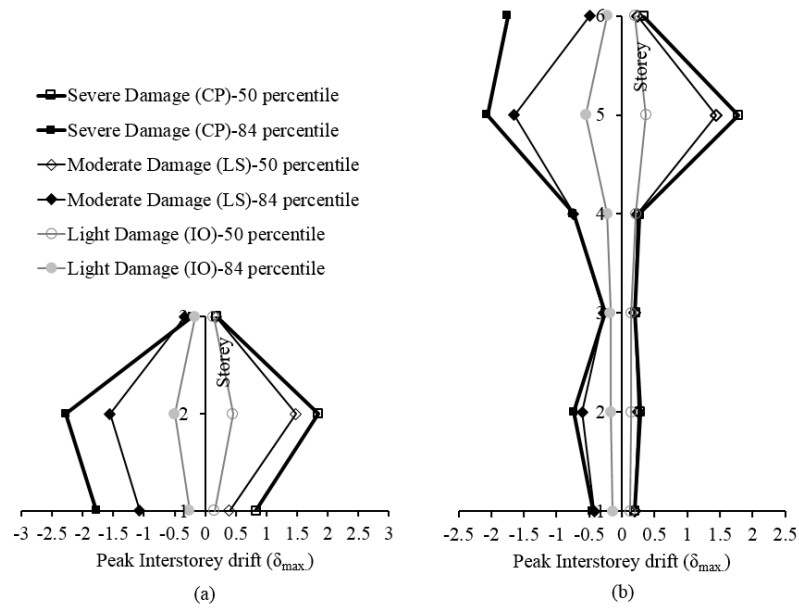 Severe Damage (CP)-50 percentile
Severe Damage (CP)-84 percentile
Moderate Damage (LS)-50 percentile
Moderate Damage (LS)-84 percentile
Light Damage (IO)-50 percentile
Light Damage (IO)-84 percentile
3
2
1
Storey
-3 -2.5 -2 -1.5 -1 -0.5 0 0.5 1 1.5 2 2.5 3
Peak Interstorey drift (δmax.)
(a)
6
5
4
3
2
1
Storey
-2.5 -2 -1.5 -1 -0.5 0 0.5 1 1.5 2 2.5
Peak Interstorey drift (δmax.)
(b)